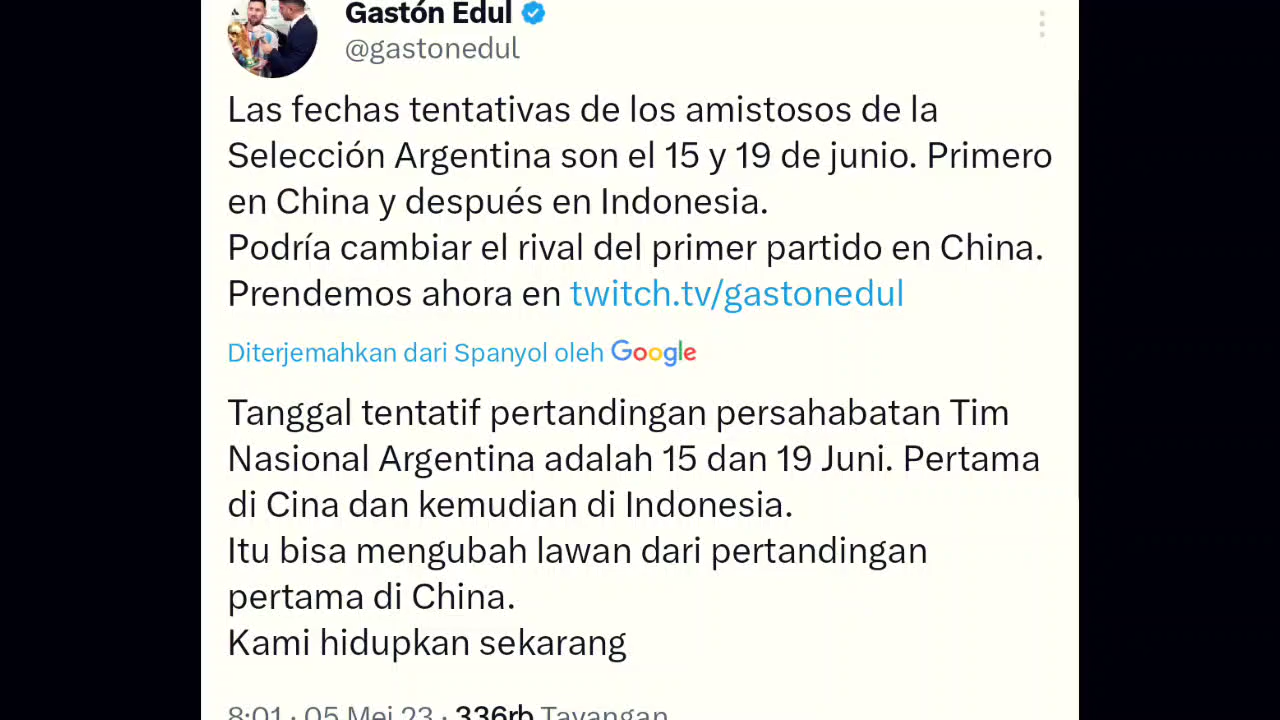 Gastón Edul
@gastonedul
Las fechas tentativas de los amistosos de la
Selección Argentina son el 15 y 19 de junio. Primero
en China y después en Indonesia.
Podría cambiar el rival del primer partido en China.
Prendemos ahora en twitch.tv/gastonedul
Diterjemahkan dari Spanyol oleh Google
Tanggal tentatif pertandingan persahabatan Tim
Nasional Argentina adalah 15 dan 19 Juni. Pertama
di Cina dan kemudian di Indonesia.
Itu bisa mengubah lawan dari pertandingan
pertama di China.
Kami hidupkan sekarang
8:01 · 05 Mei 23 · 336rb Tayangan